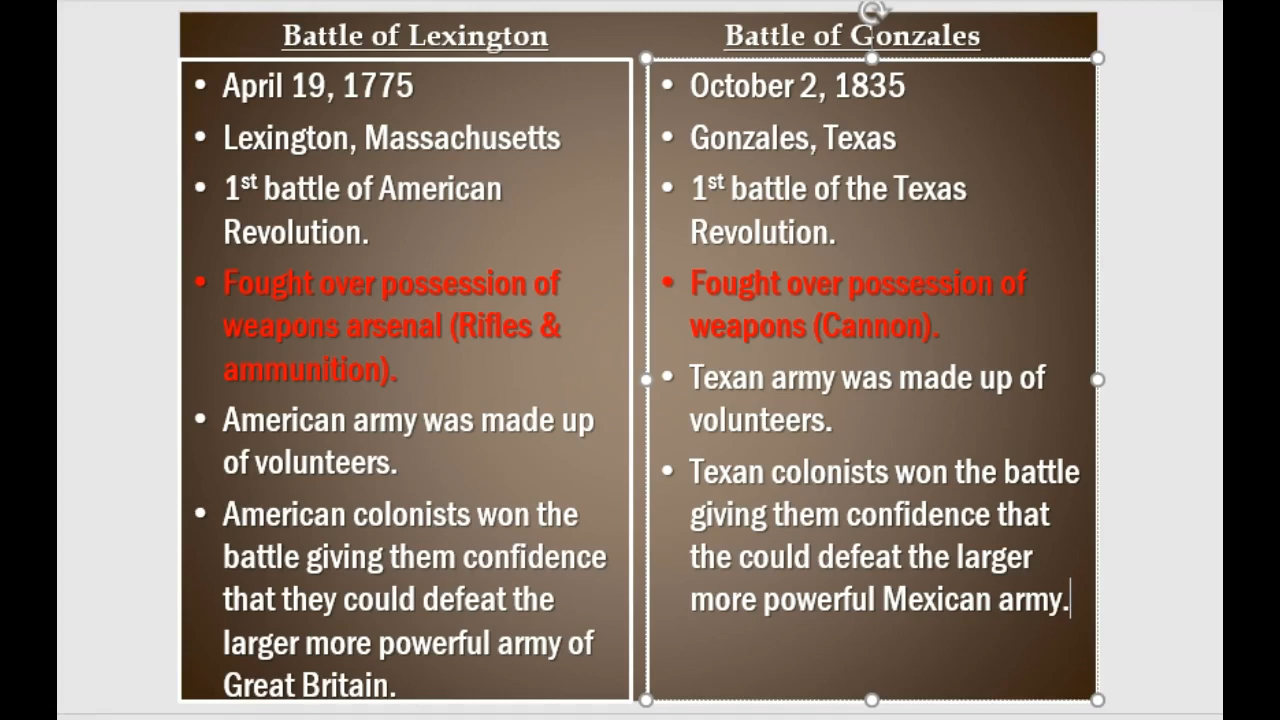 Battle of Lexington
• April 19, 1775
• Lexington, Massachusetts
• 1st battle of American
Revolution.
• Fought over possession of
weapons arsenal (Rifles &
ammunition).
• American army was made up
of volunteers.
• American colonists won the
battle giving them confidence
that they could defeat the
larger more powerful army of
Great Britain.
Battle of Gonzales
• October 2, 1835
• Gonzales, Texas
• 1st battle of the Texas
Revolution.
• Fought over possession of
weapons (Cannon).
• Texan army was made up of
volunteers.
• Texan colonists won the battle
giving them confidence that
the could defeat the larger
more powerful Mexican army.